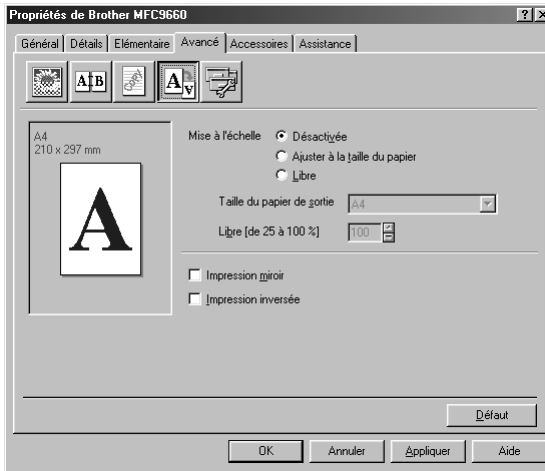 Propriétés de Brother MFC9660
Général Détails Elémentaire Avancé Accessoires Assistance
A B
A A
A4
210 x 297 mm
A
Mise à l'échelle Désactivée
Ajuster à la taille du papier
Libre
Taille du papier de sortie A4
Libre [de 25 à 100 %] 100
Impression miroir
Impression inversée
Défaut
OK Annuler Appliquer Aide